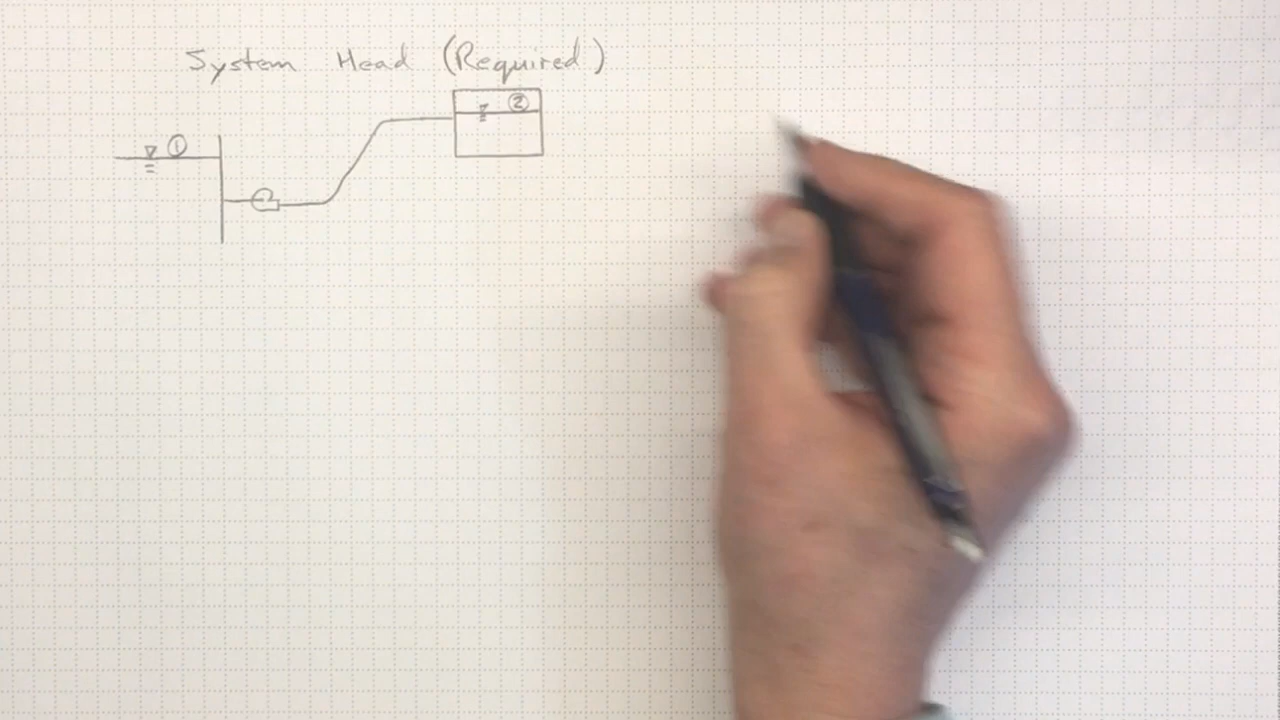 System Head (Required)
②
①